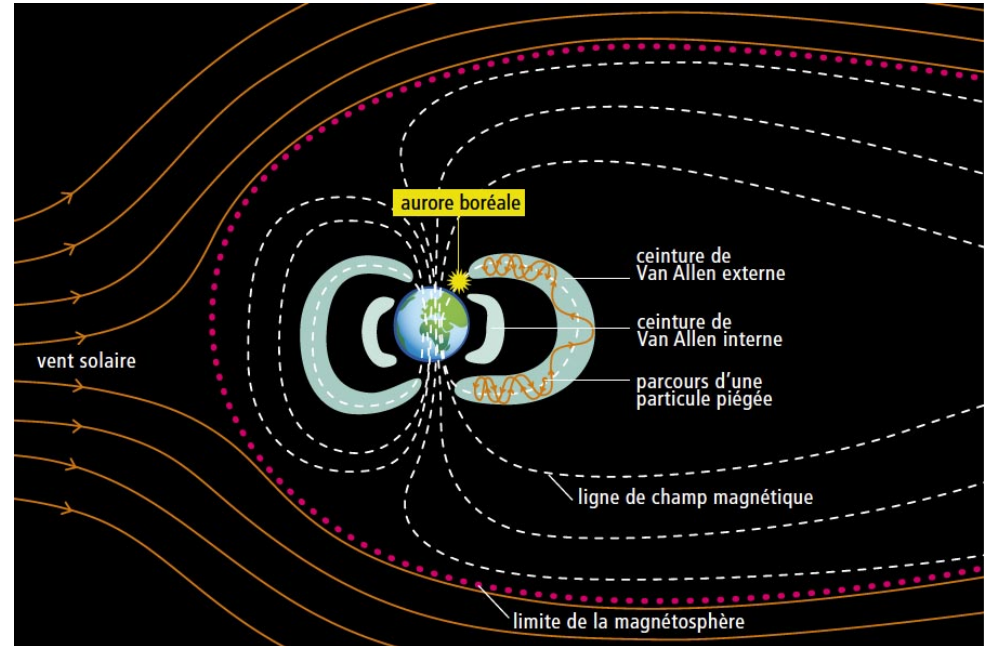 aurore boréale
ceinture de
Van Allen externe
ceinture de
Van Allen interne
vent solaire
parcours d'une
particule piégée
ligne de champ magnétique
limite de la magnétosphère